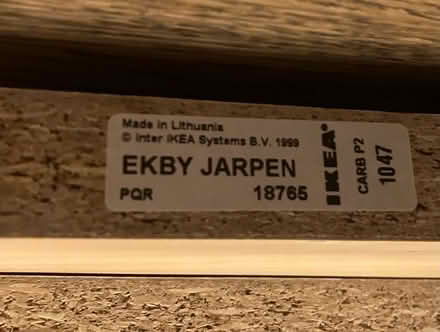 Made in Lithuania
© Inter IKEA Systems B.V. 1999
EKBY JARPEN
PQR 18765
IKEA®
CARB P2
1047